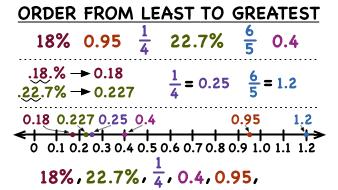 ORDER FROM LEAST TO GREATEST
18% 0.95 1/4 22.7% 6/5 0.4
.18.% → 0.18
.22.7% → 0.227
1/4 = 0.25 6/5 = 1.2
0.18 0.227 0.25 0.4 0.95 1.2
0 0.1 0.2 0.3 0.4 0.5 0.6 0.7 0.8 0.9 1.0 1.1 1.2
18%, 22.7%, 1/4, 0.4, 0.95,